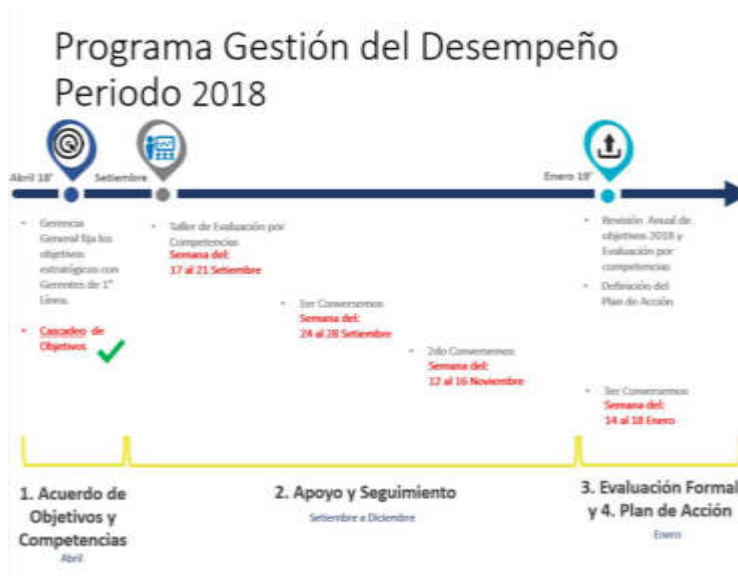 Programa Gestión del Desempeño
Periodo 2018
Abril 18'
Setiembre
Enero 19'
• Gerencia
General fija los
objetivos
estratégicos con
Gerentes de 1°
Línea.
• Cascadeo de
Objetivos
• Taller de Evaluación por
Competencias
Semana del:
17 al 21 Setiembre
• 1er Conversemos
Semana del:
24 al 28 Setiembre
• 2do Conversemos
Semana del:
12 al 16 Noviembre
• Revisión Anual de
objetivos 2018 y
Evaluación por
competencias
• Definición del
Plan de Acción
• 3er Conversemos
Semana del:
14 al 18 Enero
1. Acuerdo de
Objetivos y
Competencias
Abril
2. Apoyo y Seguimiento
Setiembre a Diciembre
3. Evaluación Formal
y 4. Plan de Acción
Enero